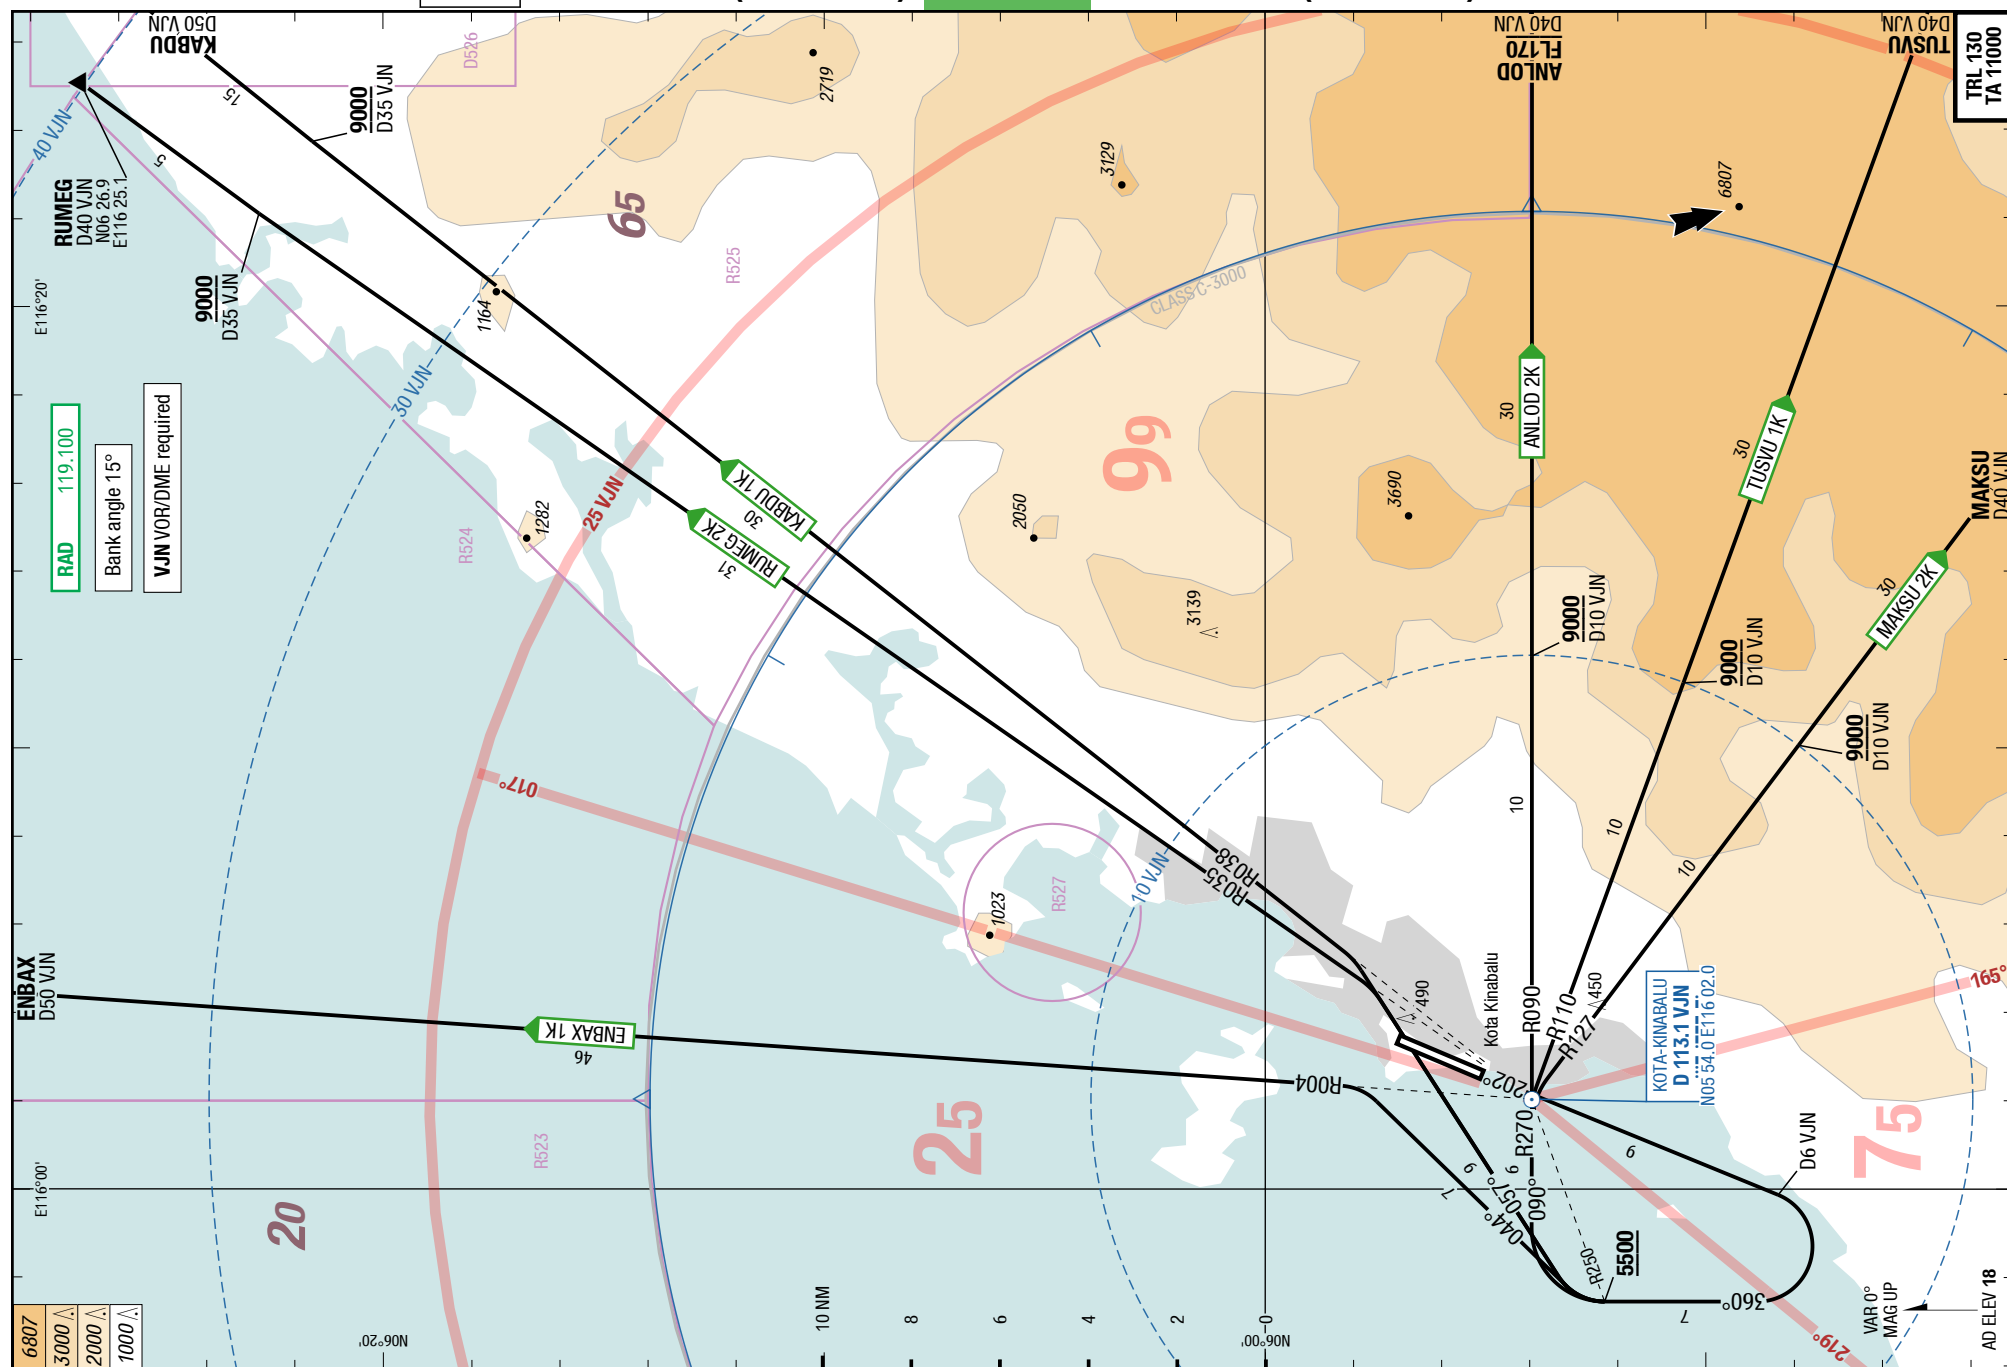 KABDU
D50 VJN
D526
15
9000
D35 VJN
2719
40 VJN
5
RUMEG
D40 VJN
N06 26.9
E116 25.1
9000
D35 VJN
E116°20'
1164
65
R525
3129
CLASS C-3000
ANLOD
FL170
D40 VJN
TUSVU
D40 VJN
TRL 130
TA 11000
6807
RAD 119.100
Bank angle 15°
VJN VOR/DME required
30 VJN
25 VJN
R524
1282
KABDU 1K
30
RUMEG 2K
31
2050
99
3690
3139
30
ANLOD 2K
30
TUSVU 1K
30
MAKSU 2K
MAKSU
D40 VJN
9000
D10 VJN
9000
D10 VJN
9000
D10 VJN
10
10
10
017°
1023
R527
10 VJN
R038
R035
ENBAX
D50 VJN
ENBAX 1K
46
R004
490
Kota Kinabalu
202°
R090
R110
R127
450
KOTA-KINABALU
D 113.1 VJN
N05 54.0 E116 02.0
165°
R523
25
20
E116°00'
9
7
9
057°
044°
R270
090°
R250
5500
9
D6 VJN
75
360°
7
219°
VAR 0°
MAG UP
AD ELEV 18
6807
3000
2000
1000
N06°20'
10 NM
8
6
4
2
0
N06°00'